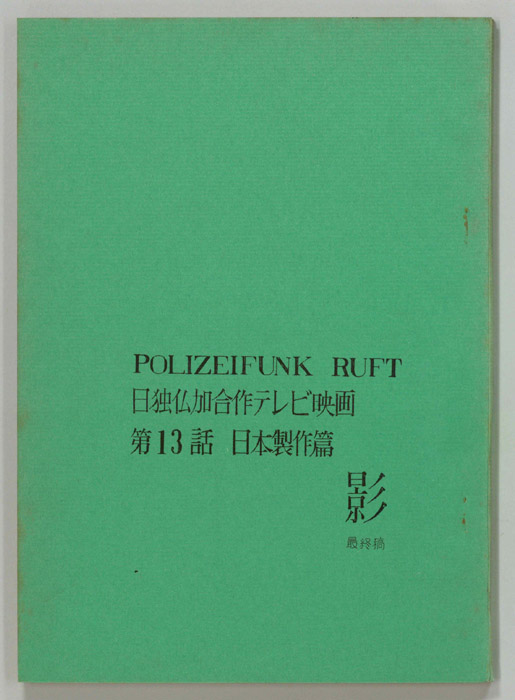 POLIZEIFUNK RUFT
日独仏加合作テレビ映画
第13話 日本製作篇
影
最終稿